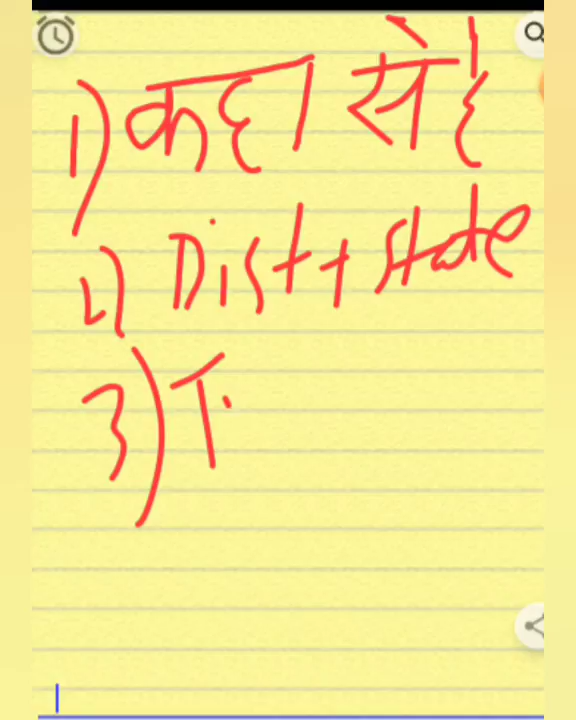 1) कहा से है
2) Dist + state
3) T.